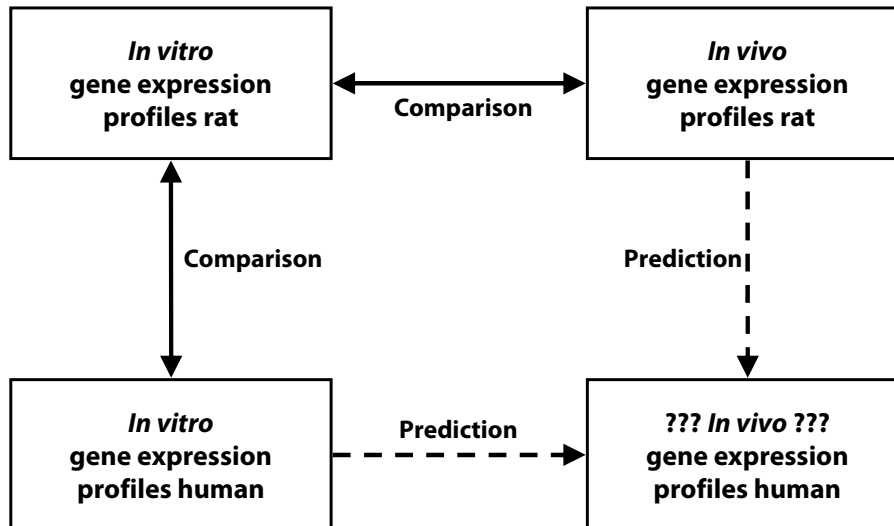 In vitro
gene expression
profiles rat
Comparison
In vivo
gene expression
profiles rat
Comparison
Prediction
In vitro
gene expression
profiles human
Prediction
??? In vivo ???
gene expression
profiles human